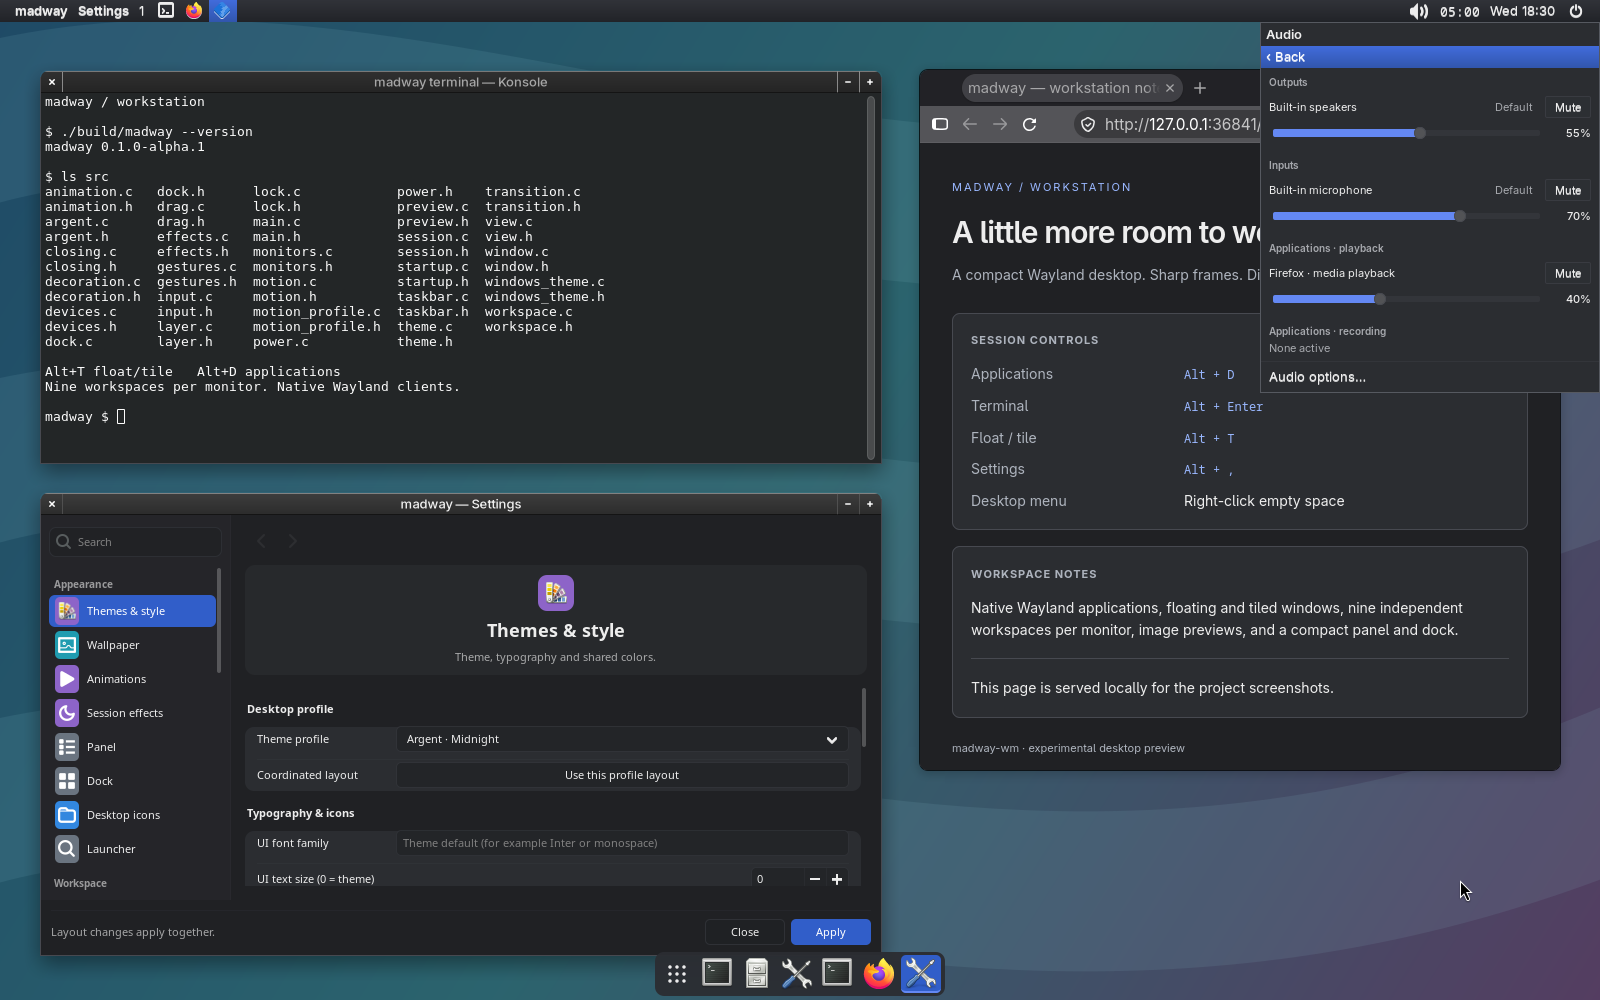 madway Settings 1
05:00 Wed 18:30
madway terminal — Konsole
madway / workstation
$ ./build/madway --version
madway 0.1.0-alpha.1
$ ls src
animation.c dock.h lock.c power.h transition.c
animation.h drag.c lock.h preview.c transition.h
argent.c drag.h main.c preview.h view.c
argent.h effects.c main.h session.c view.h
closing.c effects.h monitors.c session.h window.c
closing.h gestures.c monitors.h startup.c window.h
decoration.c gestures.h motion.c startup.h windows_theme.c
decoration.h input.c motion.h taskbar.c windows_theme.h
devices.c input.h motion_profile.c taskbar.h workspace.c
devices.h layer.c motion_profile.h theme.c workspace.h
dock.c layer.h power.c theme.h
Alt+T float/tile Alt+D applications
Nine workspaces per monitor. Native Wayland clients.
madway $
madway — Settings
Search
Appearance
Themes & style
Wallpaper
Animations
Session effects
Panel
Dock
Desktop icons
Launcher
Workspace
Themes & style
Theme, typography and shared colors.
Desktop profile
Theme profile Argent · Midnight
Coordinated layout Use this profile layout
Typography & icons
UI font family Theme default (for example Inter or monospace)
UI text size (0 = theme) 0
Layout changes apply together.
Close Apply
madway — workstation not
http://127.0.0.1:36841/
MADWAY / WORKSTATION
A little more room to
A compact Wayland desktop. Sharp frames.
SESSION CONTROLS
Applications Alt + D
Terminal Alt + Enter
Float / tile Alt + T
Settings Alt + ,
Desktop menu Right-click empty space
WORKSPACE NOTES
Native Wayland applications, floating and tiled windows, nine independent
workspaces per monitor, image previews, and a compact panel and dock.
This page is served locally for the project screenshots.
madway-wm · experimental desktop preview
Audio
‹ Back
Outputs
Built-in speakers Default Mute
55%
Inputs
Built-in microphone Default Mute
70%
Applications · playback
Firefox · media playback Mute
40%
Applications · recording
None active
Audio options...